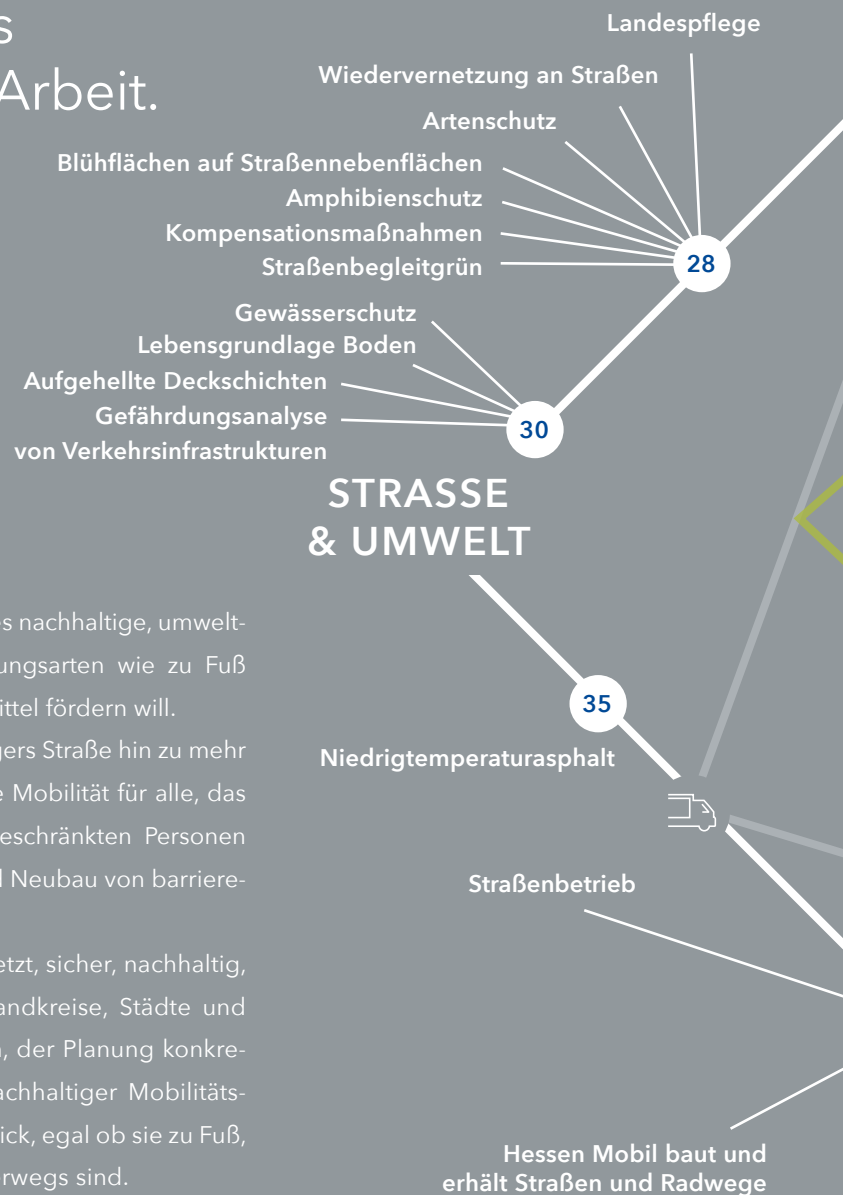 s
Arbeit.
Landespflege
Wiedervernetzung an Straßen
Artenschutz
Blühflächen auf Straßennebenflächen
Amphibienschutz
Kompensationsmaßnahmen
Straßenbegleitgrün
28
Gewässerschutz
Lebensgrundlage Boden
Aufgehellte Deckschichten
Gefährdungsanalyse
von Verkehrsinfrastrukturen
30
STRASSE
& UMWELT
es nachhaltige, umwelt-
ungsarten wie zu Fuß
ittel fördern will.
gers Straße hin zu mehr
e Mobilität für alle, das
eschränkten Personen
d Neubau von barriere-
etzt, sicher, nachhaltig,
andkreise, Städte und
n, der Planung konkre-
achhaltiger Mobilitäts-
ick, egal ob sie zu Fuß,
erwegs sind.
35
Niedrigtemperaturasphalt
Straßenbetrieb
Hessen Mobil baut und
erhält Straßen und Radwege